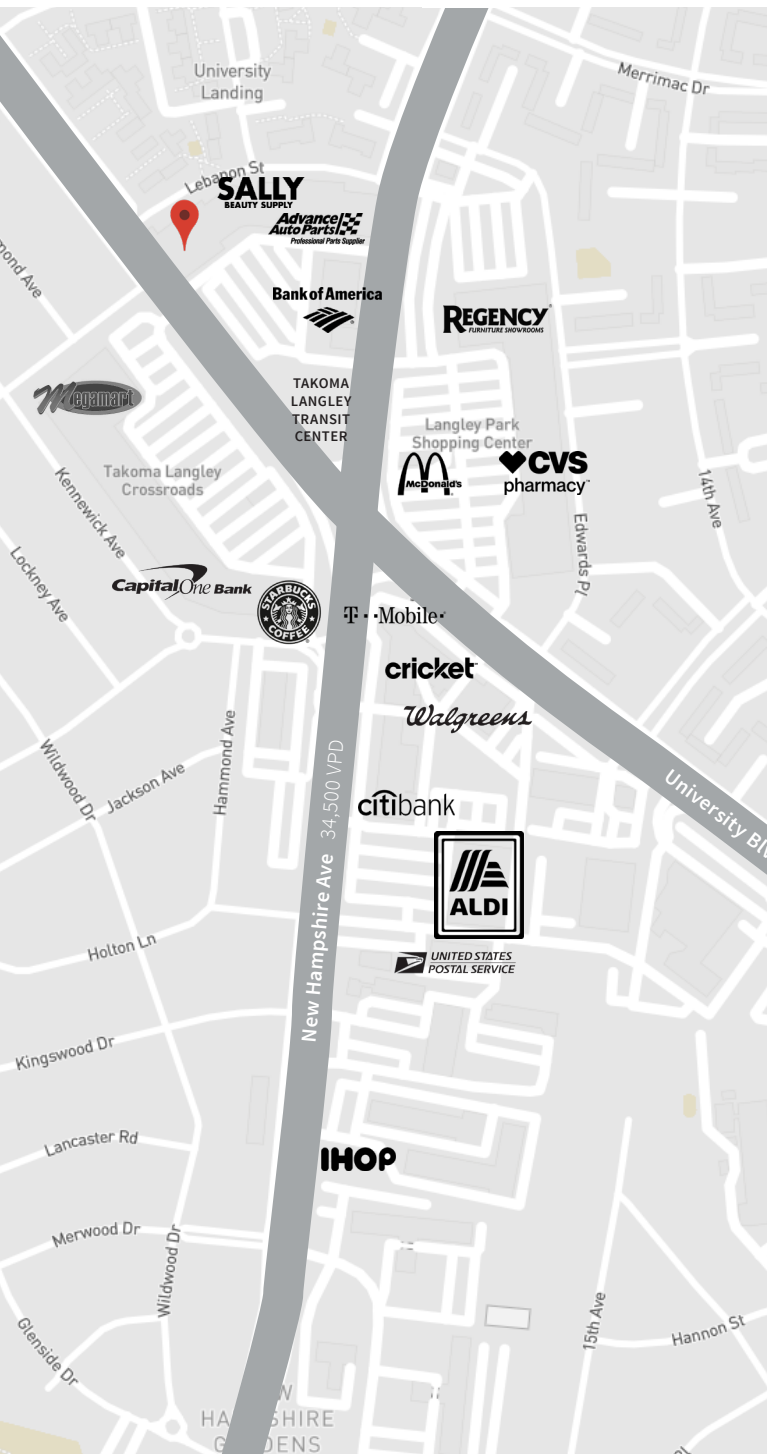 Merrimac Dr
University
Landing
Lebanon St
SALLY
BEAUTY SUPPLY
Advance
Auto Parts
Professional Parts Supplier
mond Ave
Bank of America
REGENCY
FURNITURE SHOWROOMS
Megamart
TAKOMA
LANGLEY
TRANSIT
CENTER
Langley Park
Shopping Center
McDonald's
CVS
pharmacy
Takoma Langley
Crossroads
Kennewick Ave
14th Ave
Edwards Pl
Lockney Ave
Capital One Bank
STARBUCKS
COFFEE
T··Mobile·
cricket
Walgreens
Wildwood Dr
Jackson Ave
Hammond Ave
New Hampshire Ave 34,500 VPD
University Blv
citibank
ALDI
UNITED STATES
POSTAL SERVICE
Holton Ln
Kingswood Dr
Lancaster Rd
IHOP
Merwood Dr
Wildwood Dr
Glenside Dr
15th Ave
Hannon St
W
HA SHIRE
G DENS